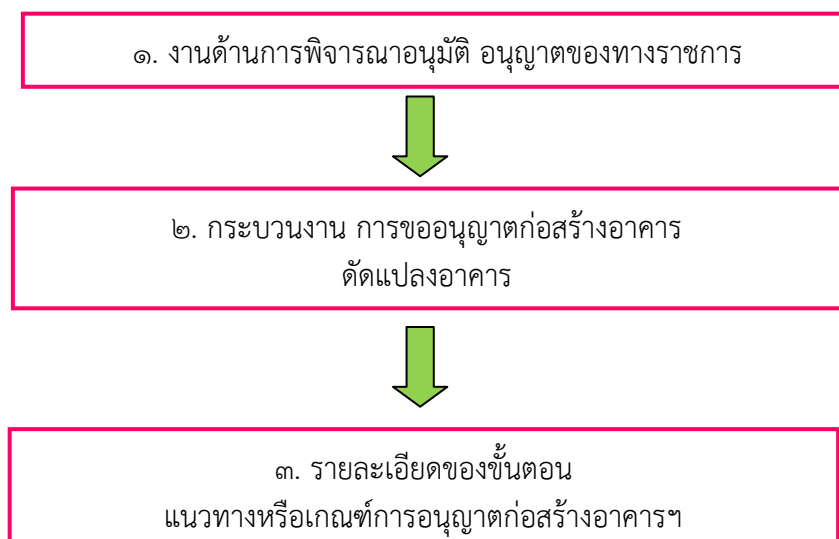 ๑. งานด้านการพิจารณาอนุมัติ อนุญาตของทางราชการ
๒. กระบวนงาน การขออนุญาตก่อสร้างอาคาร
ดัดแปลงอาคาร
๓. รายละเอียดของขั้นตอน
แนวทางหรือเกณฑ์การอนุญาตก่อสร้างอาคารฯ